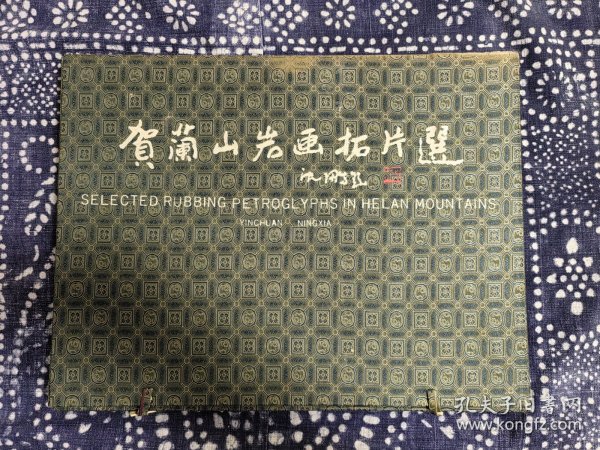 賀蘭山岩画拓片選
SELECTED RUBBING PETROGLYPHS IN HELAN MOUNTAINS
YINCHUAN NINGXIA
孔夫子旧书网
www.kongfz.com